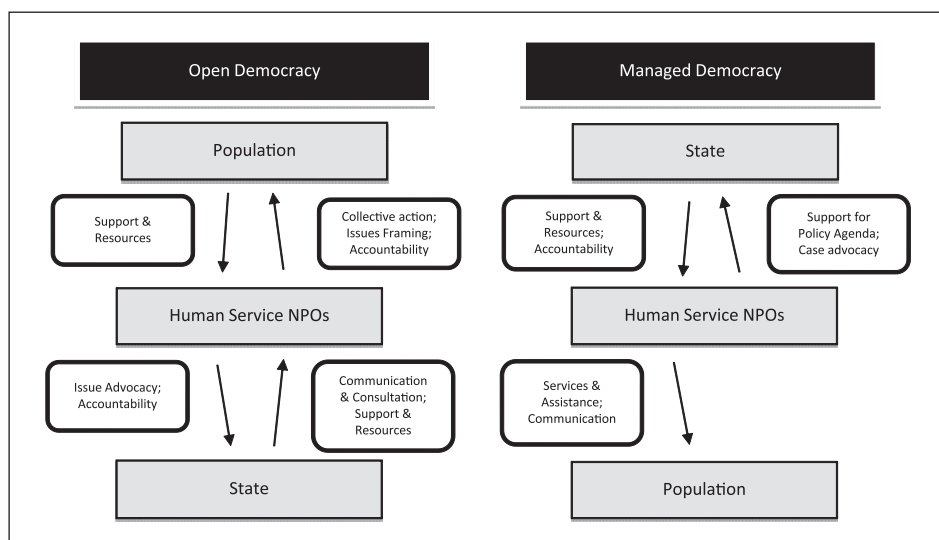 Open Democracy
Population
Support &
Resources
Collective action;
Issues Framing;
Accountability
Human Service NPOs
Issue Advocacy;
Accountability
Communication
& Consultation;
Support &
Resources
State
Managed Democracy
State
Support &
Resources;
Accountability
Support for
Policy Agenda;
Case advocacy
Human Service NPOs
Services &
Assistance;
Communication
Population